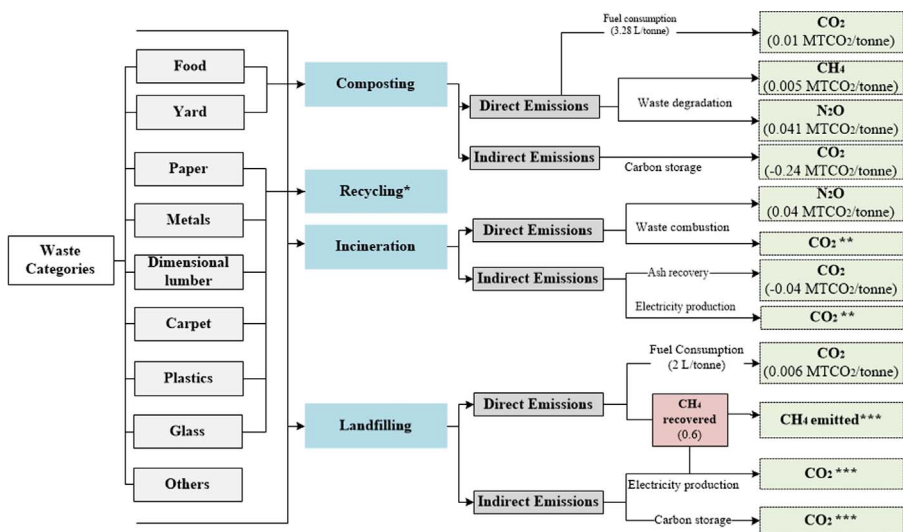 Waste
Categories
Food
Yard
Paper
Metals
Dimensional
lumber
Carpet
Plastics
Glass
Others
Composting
Recycling*
Incineration
Landfilling
Direct Emissions
Indirect Emissions
Direct Emissions
Indirect Emissions
Direct Emissions
Indirect Emissions
Fuel consumption
(3.28 L/tonne)
Waste degradation
Carbon storage
Waste combustion
Ash recovery
Electricity production
Fuel Consumption
(2 L/tonne)
CH₄
recovered
(0.6)
Electricity production
Carbon storage
CO₂
(0.01 MTCO₂/tonne)
CH₄
(0.005 MTCO₂/tonne)
N₂O
(0.041 MTCO₂/tonne)
CO₂
(-0.24 MTCO₂/tonne)
N₂O
(0.04 MTCO₂/tonne)
CO₂ **
CO₂
(-0.04 MTCO₂/tonne)
CO₂ **
CO₂
(0.006 MTCO₂/tonne)
CH₄ emitted***
CO₂ ***
CO₂ ***